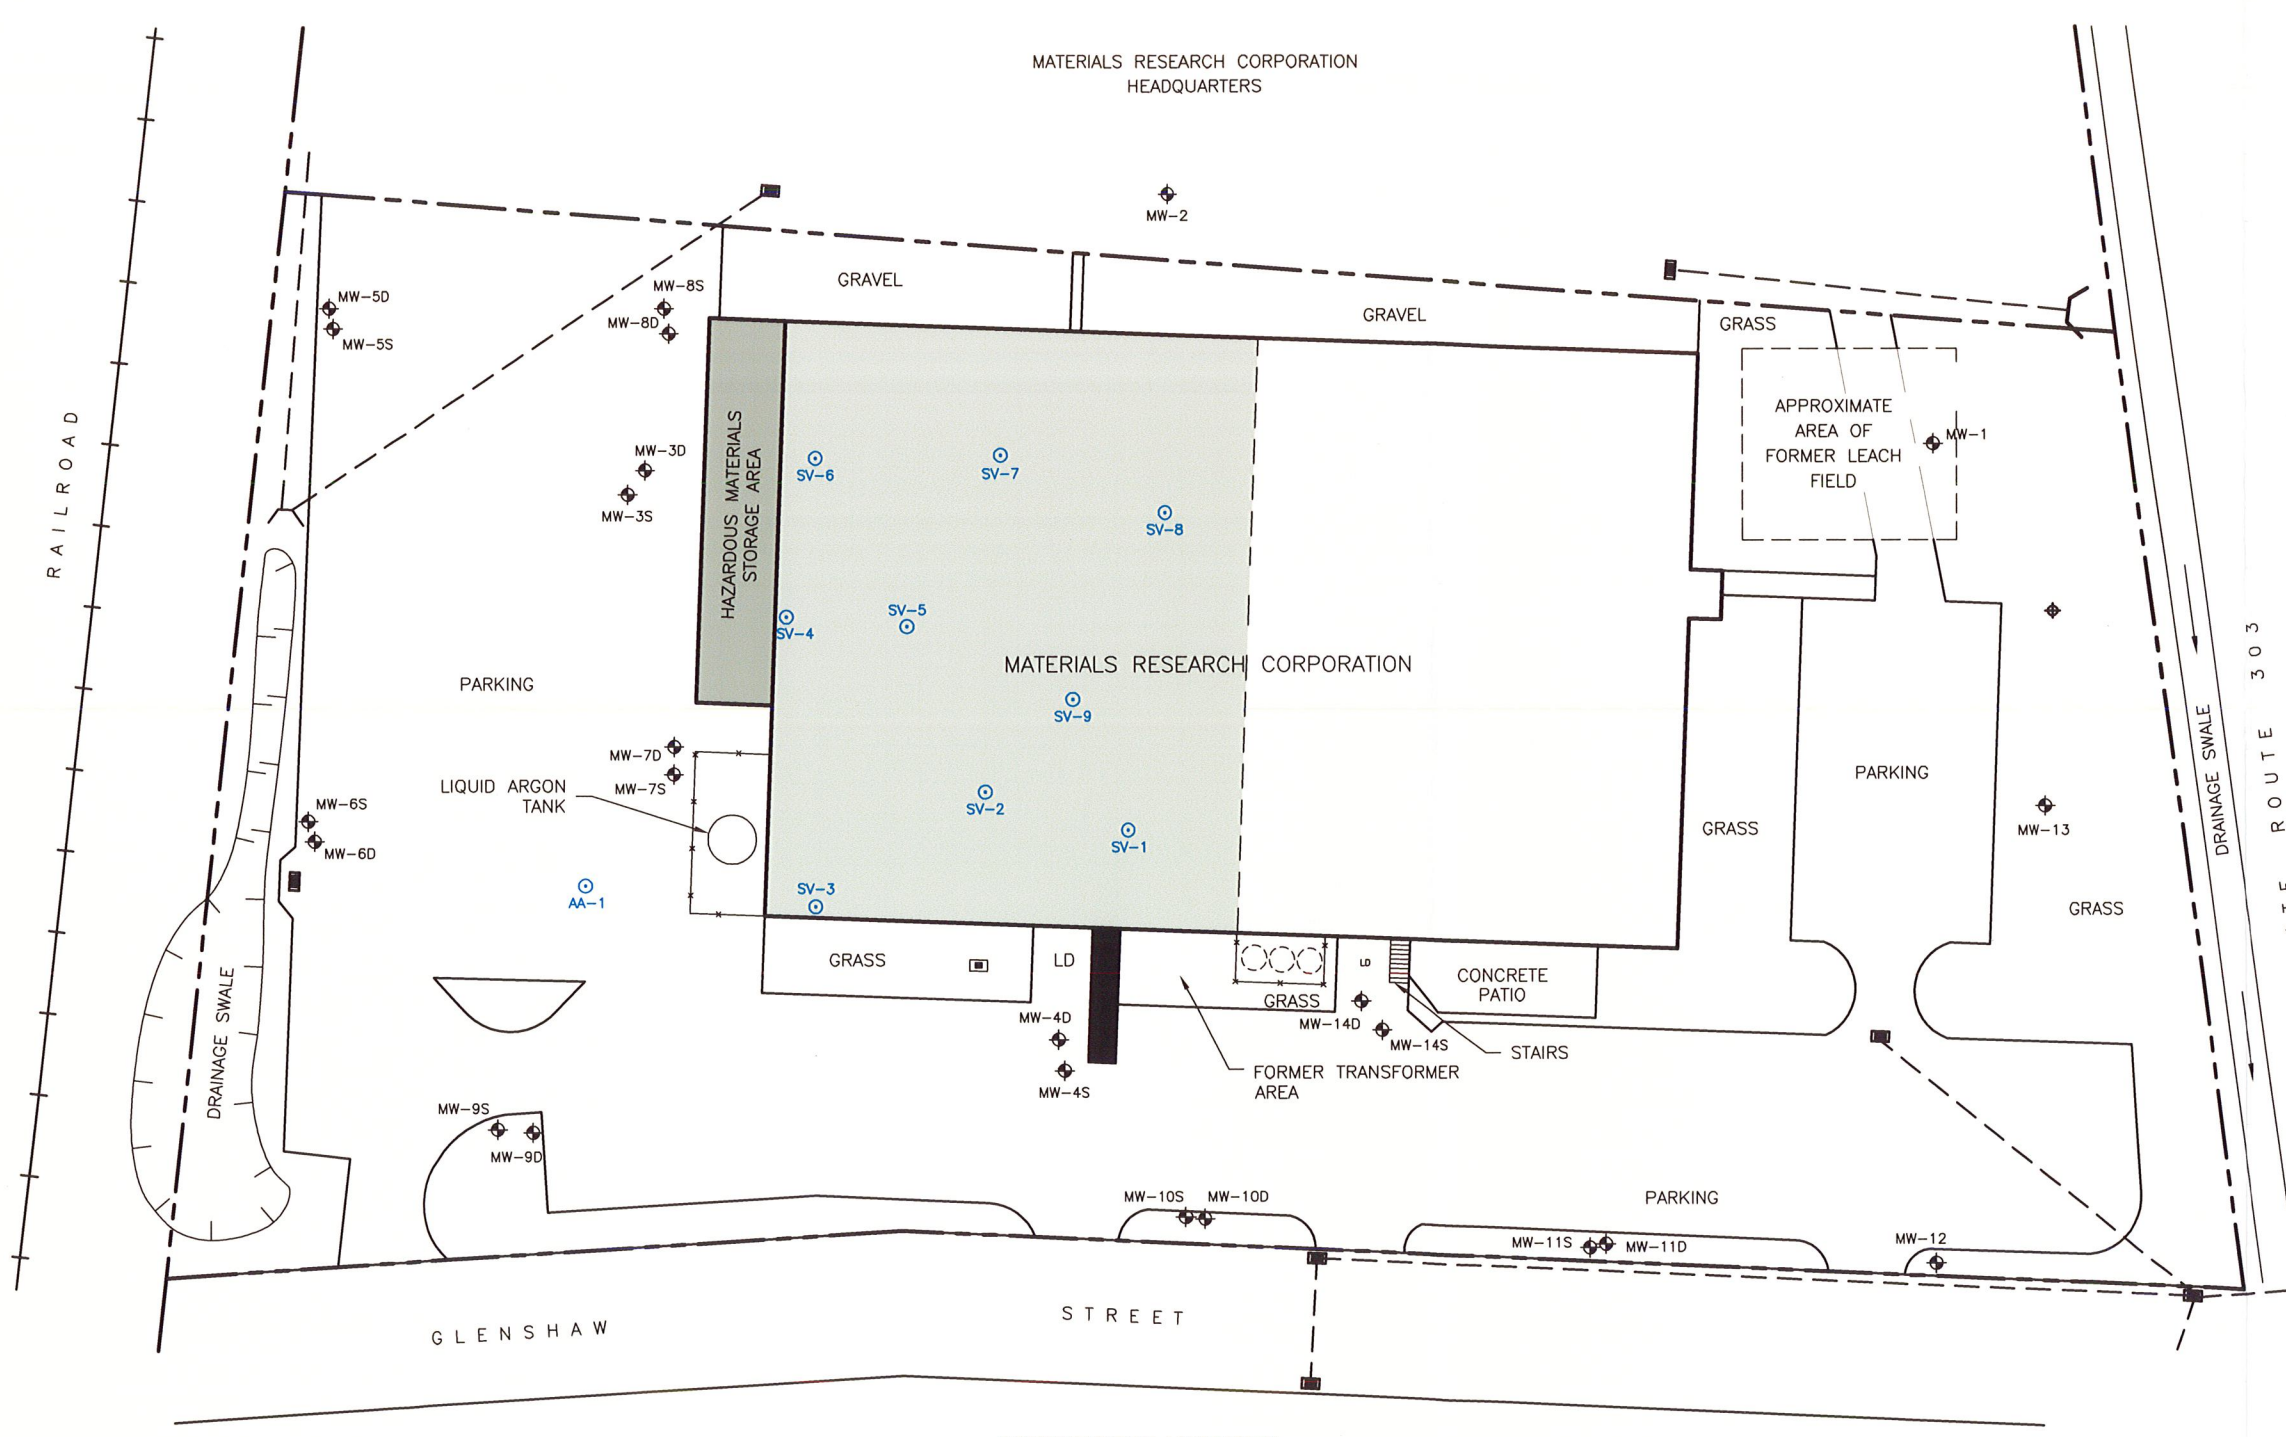 MATERIALS RESEARCH CORPORATION
HEADQUARTERS
MW-2
GRAVEL
GRAVEL
GRASS
MW-5D
MW-5S
MW-8S
MW-8D
RAILROAD
MW-3D
MW-3S
HAZARDOUS MATERIALS
STORAGE AREA
SV-6
SV-7
SV-8
APPROXIMATE
AREA OF
FORMER LEACH
FIELD
MW-1
SV-4
SV-5
MATERIALS RESEARCH CORPORATION
PARKING
SV-9
MW-7D
MW-7S
LIQUID ARGON
TANK
SV-2
SV-1
SV-3
MW-6S
MW-6D
AA-1
PARKING
GRASS
MW-13
GRASS
DRAINAGE SWALE
ROUTE 303
DRAINAGE SWALE
GRASS
LD
LD
GRASS
CONCRETE
PATIO
MW-4D
MW-4S
MW-14D
MW-14S
STAIRS
FORMER TRANSFORMER
AREA
MW-9S
MW-9D
MW-10S
MW-10D
PARKING
MW-11S
MW-11D
MW-12
GLENSHAW STREET